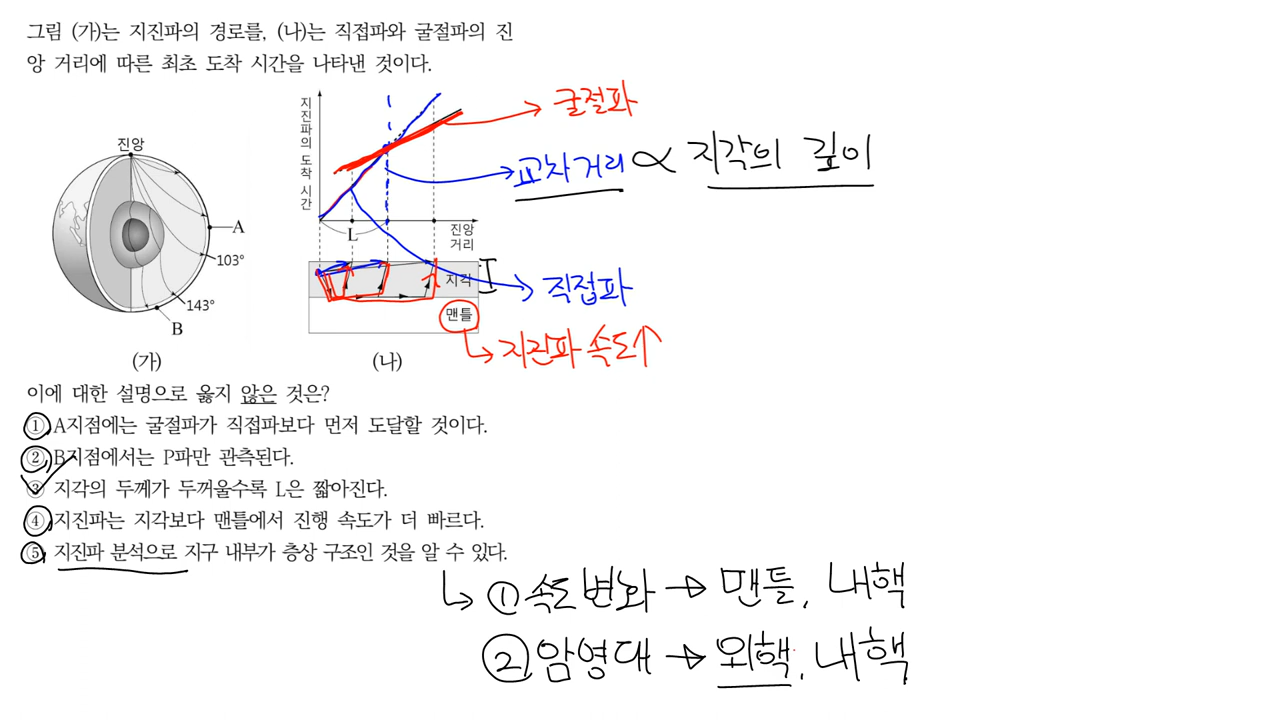 그림 (가)는 지진파의 경로를, (나)는 직접파와 굴절파의 진
앙 거리에 따른 최초 도착 시간을 나타낸 것이다.
진앙
A
103°
143°
B
(가)
지진파의 도착 시간
L
진앙
거리
지각
맨틀
(나)
굴절파
교차거리 ∝ 지각의 깊이
직접파
지진파 속도↑
이에 대한 설명으로 옳지 않은 것은?
① A지점에는 굴절파가 직접파보다 먼저 도달할 것이다.
② B지점에서는 P파만 관측된다.
③ 지각의 두께가 두꺼울수록 L은 짧아진다.
④ 지진파는 지각보다 맨틀에서 진행 속도가 더 빠르다.
⑤ 지진파 분석으로 지구 내부가 층상 구조인 것을 알 수 있다.
① 속도변화 → 맨틀, 내핵
② 암영대 → 외핵, 내핵